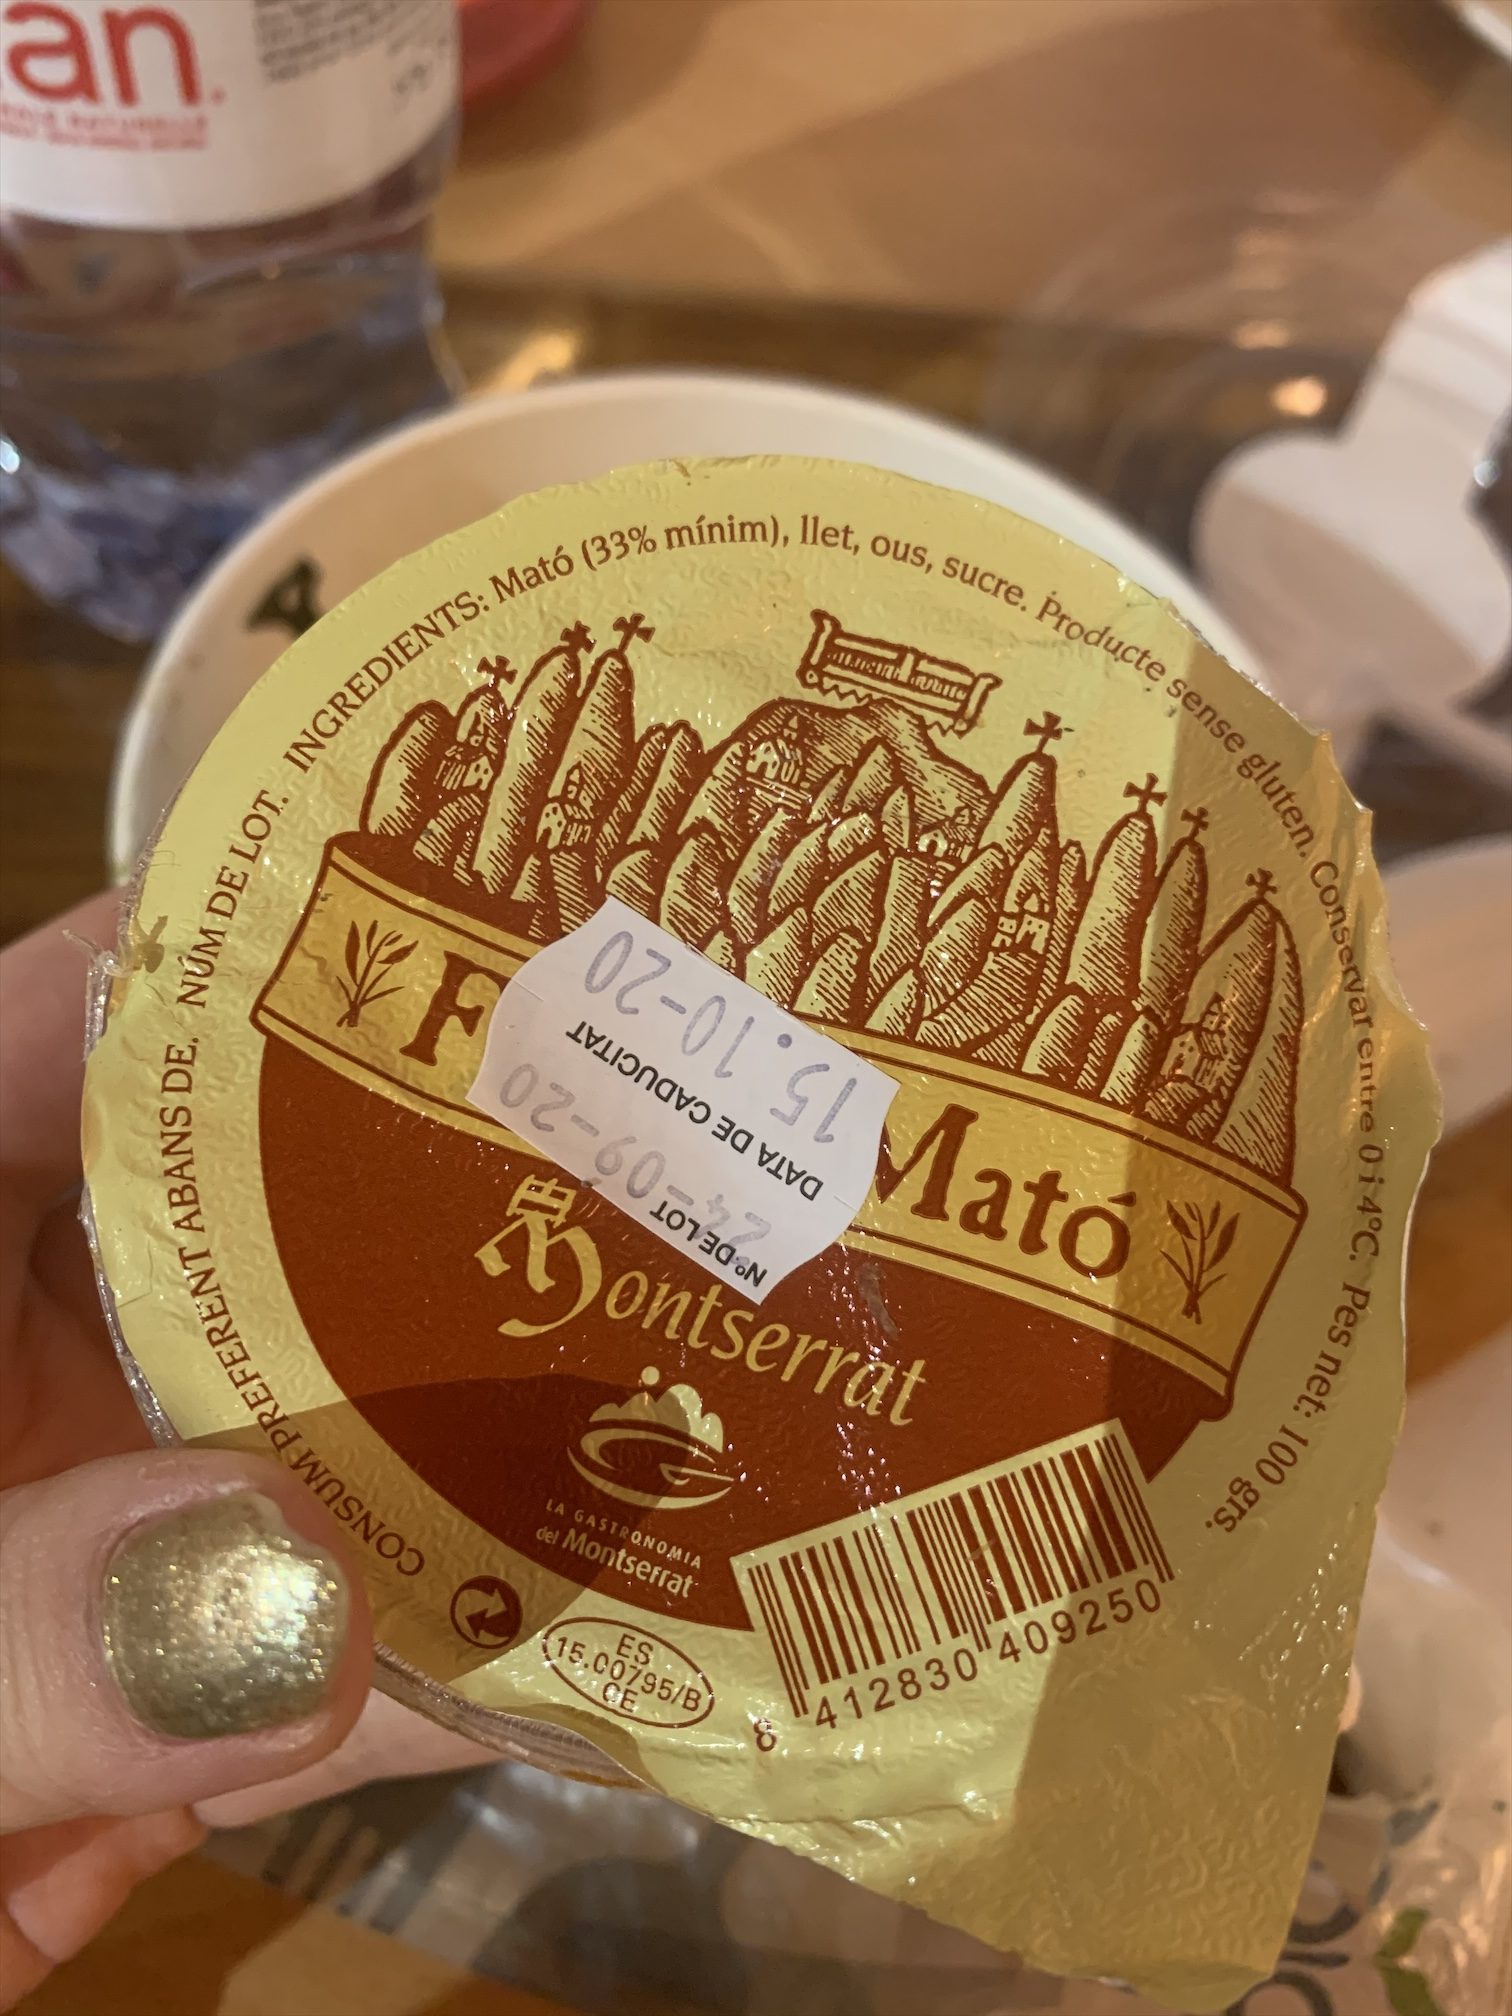 an.
INGREDIENTS: Mató (33% mínim), llet, ous, sucre. Producte sense gluten. Conservar entre 0 i 4ºC. Pes net: 100 grs.
CONSUM PREFERENT ABANS DE. NÚM DE LOT.
F
Mató
Nº DE LOT
24-09-20
DATA DE CADUCITAT
15.10-20
Montserrat
LA GASTRONOMIA
del Montserrat
ES
15.00795/B
CE
8 412830 409250